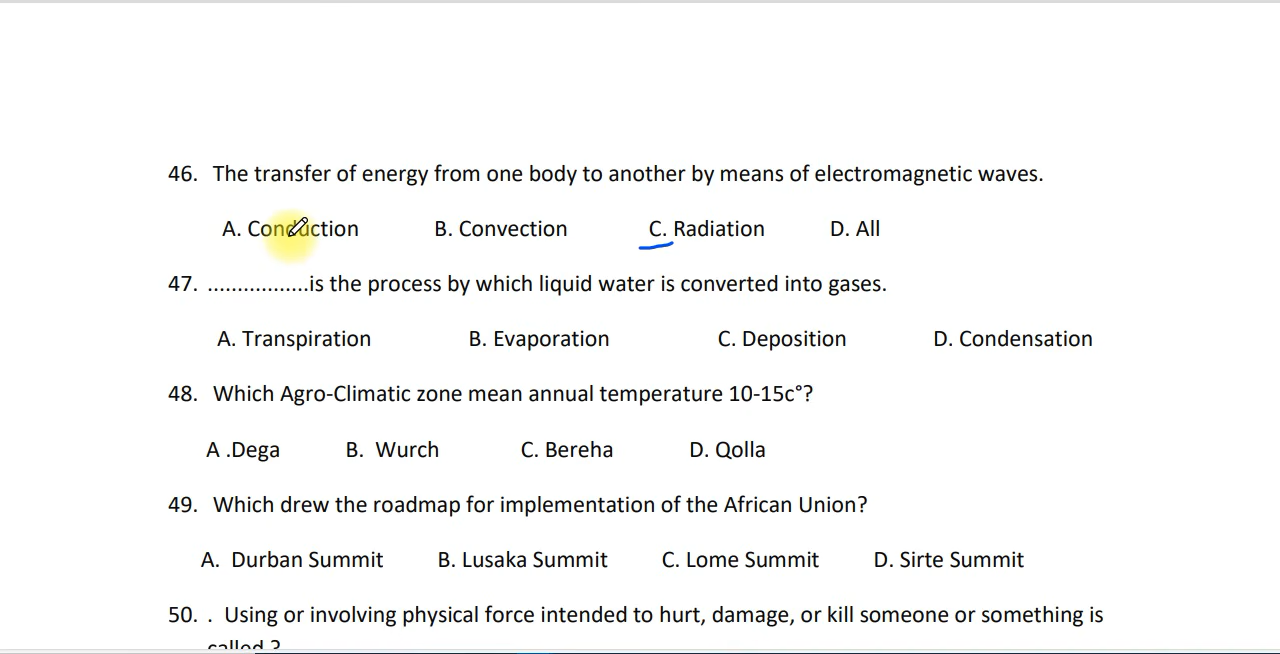 46. The transfer of energy from one body to another by means of electromagnetic waves.
A. Conduction B. Convection C. Radiation D. All
47. .................is the process by which liquid water is converted into gases.
A. Transpiration B. Evaporation C. Deposition D. Condensation
48. Which Agro-Climatic zone mean annual temperature 10-15c°?
A .Dega B. Wurch C. Bereha D. Qolla
49. Which drew the roadmap for implementation of the African Union?
A. Durban Summit B. Lusaka Summit C. Lome Summit D. Sirte Summit
50. . Using or involving physical force intended to hurt, damage, or kill someone or something is
called ?